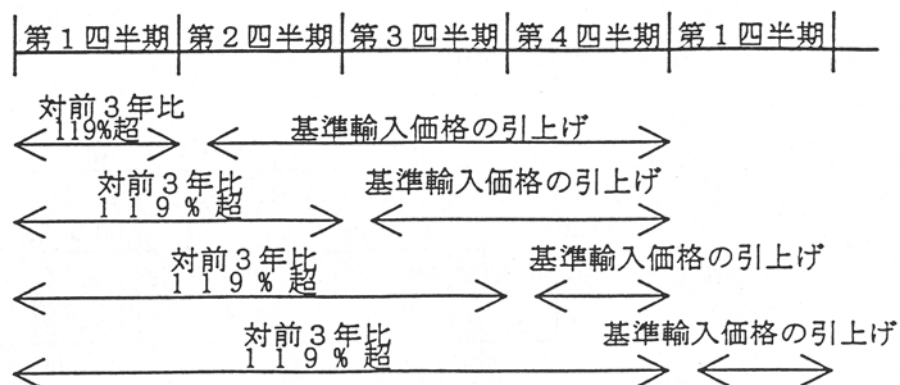 第1四半期 第2四半期 第3四半期 第4四半期 第1四半期
対前3年比
119%超
基準輸入価格の引上げ
対前3年比
119%超
基準輸入価格の引上げ
対前3年比
119%超
基準輸入価格の引上げ
対前3年比
119%超
基準輸入価格の引上げ